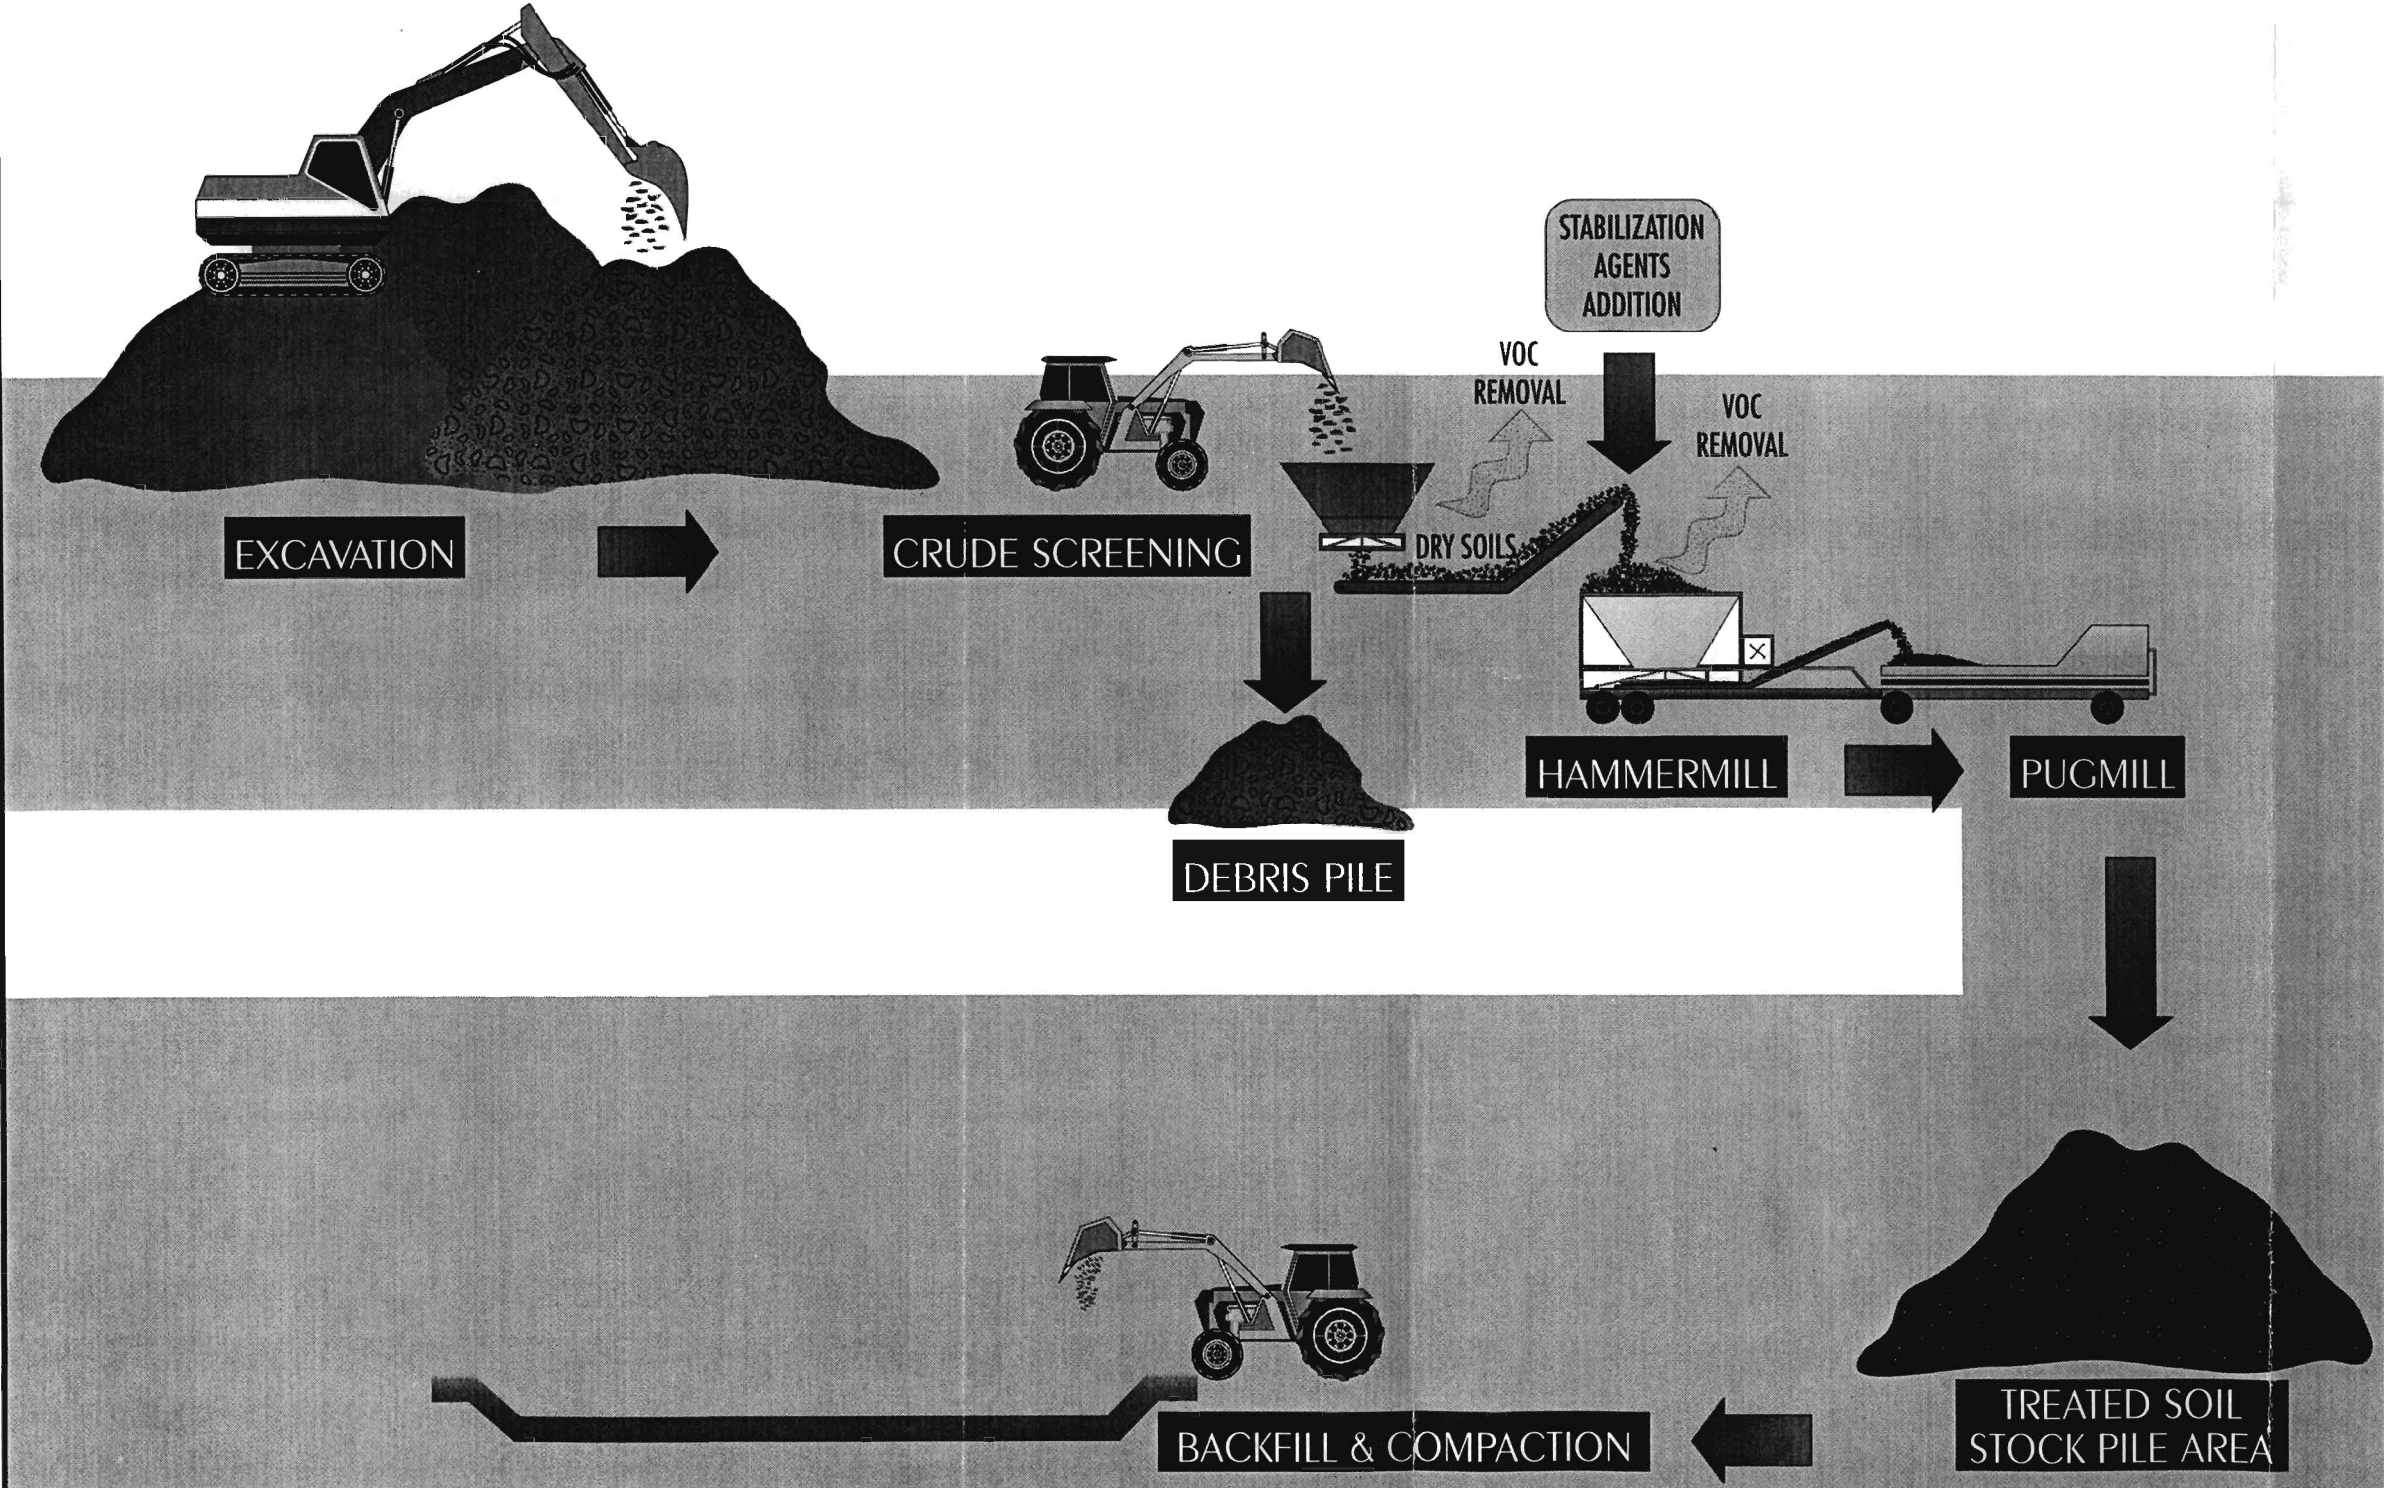 STABILIZATION
AGENTS
ADDITION
VOC
REMOVAL
VOC
REMOVAL
EXCAVATION
CRUDE SCREENING
DRY SOILS
HAMMERMILL
PUGMILL
DEBRIS PILE
TREATED SOIL
STOCK PILE AREA
BACKFILL & COMPACTION